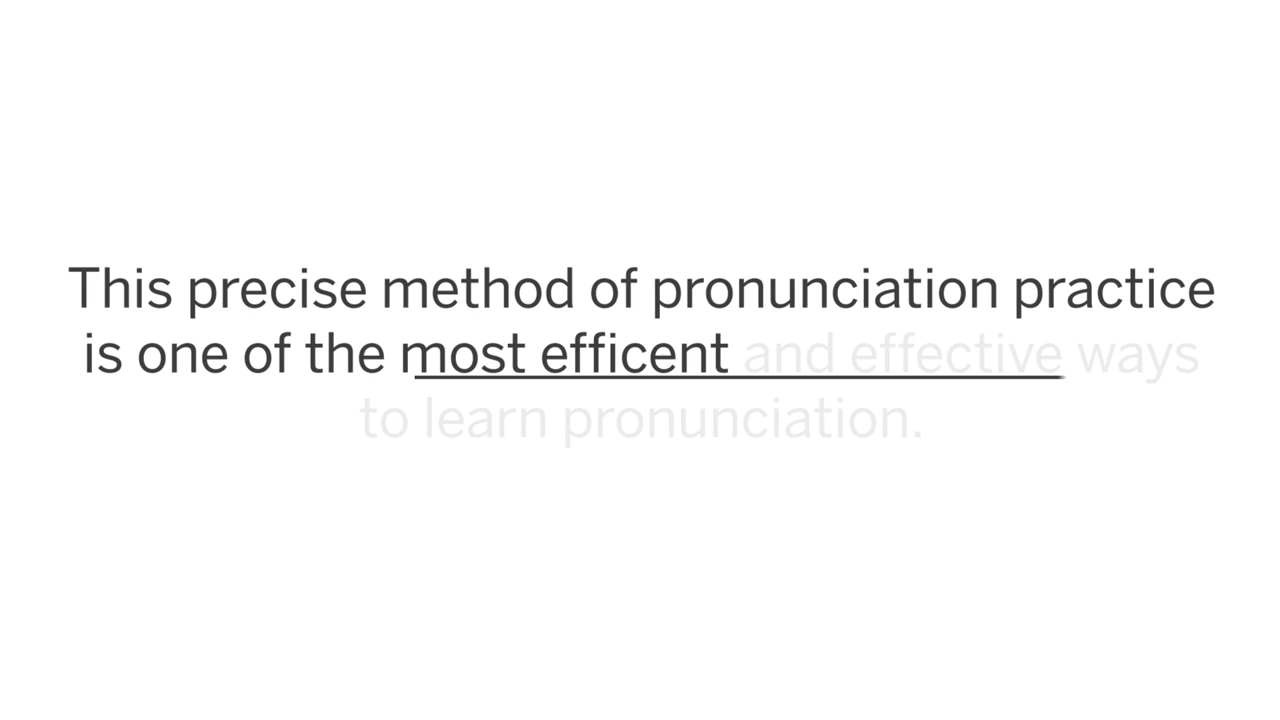 This precise method of pronunciation practice
is one of the most efficent and effective ways
to learn pronunciation.